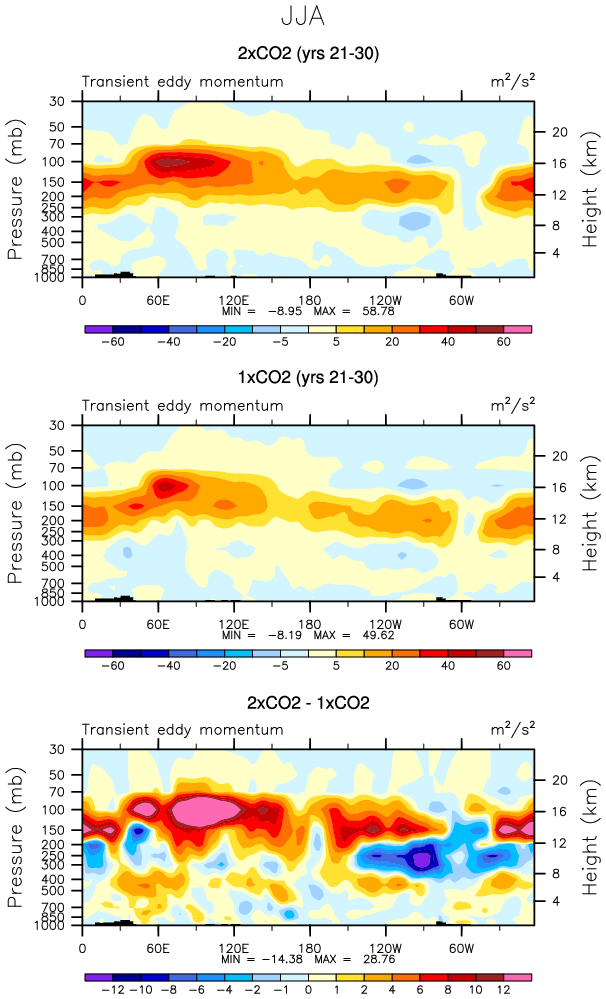 JJA
2xCO2 (yrs 21-30)
Transient eddy momentum m²/s²
Pressure (mb)
30
50
70
100
150
200
250
300
400
500
700
850
1000
20
16
12
8
4
Height (km)
0 60E 120E 180 120W 60W
MIN = -8.95 MAX = 58.78
-60 -40 -20 -5 5 20 40 60
1xCO2 (yrs 21-30)
Transient eddy momentum m²/s²
Pressure (mb)
30
50
70
100
150
200
250
300
400
500
700
850
1000
20
16
12
8
4
Height (km)
0 60E 120E 180 120W 60W
MIN = -8.19 MAX = 49.62
-60 -40 -20 -5 5 20 40 60
2xCO2 - 1xCO2
Transient eddy momentum m²/s²
Pressure (mb)
30
50
70
100
150
200
250
300
400
500
700
850
1000
20
16
12
8
4
Height (km)
0 60E 120E 180 120W 60W
MIN = -14.38 MAX = 28.76
-12 -10 -8 -6 -4 -2 -1 0 1 2 4 6 8 10 12